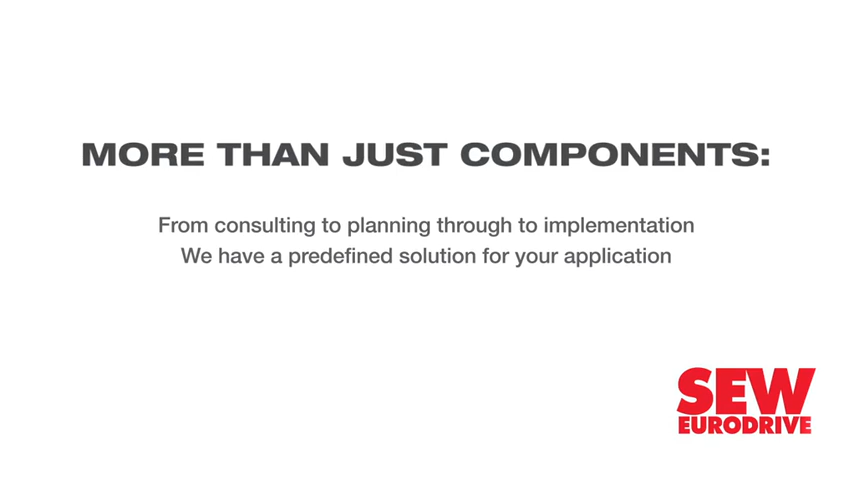 MORE THAN JUST COMPONENTS:
From consulting to planning through to implementation
We have a predefined solution for your application
SEW
EURODRIVE